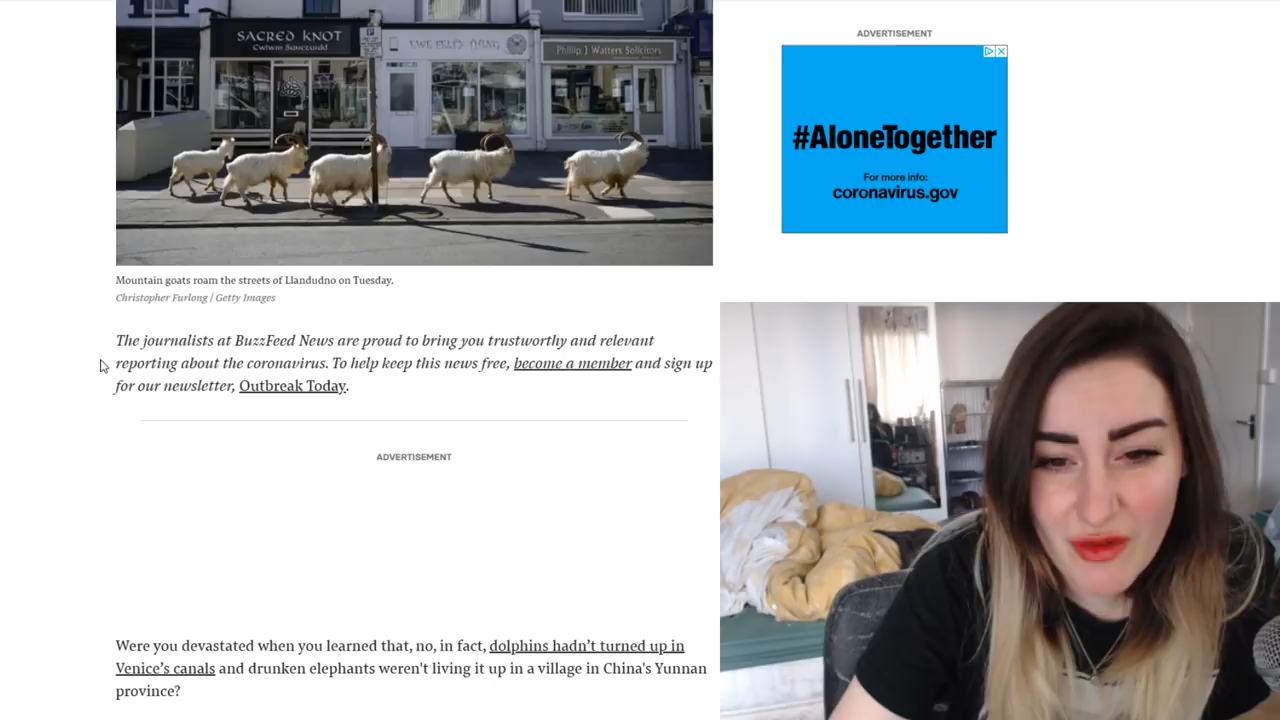 SACRED KNOT
Phillip J Watters Solicitors
ADVERTISEMENT
#AloneTogether
For more info:
coronavirus.gov
Mountain goats roam the streets of Llandudno on Tuesday.
Christopher Furlong / Getty Images
The journalists at BuzzFeed News are proud to bring you trustworthy and relevant
reporting about the coronavirus. To help keep this news free, become a member and sign up
for our newsletter, Outbreak Today.
ADVERTISEMENT
Were you devastated when you learned that, no, in fact, dolphins hadn’t turned up in
Venice’s canals and drunken elephants weren't living it up in a village in China's Yunnan
province?